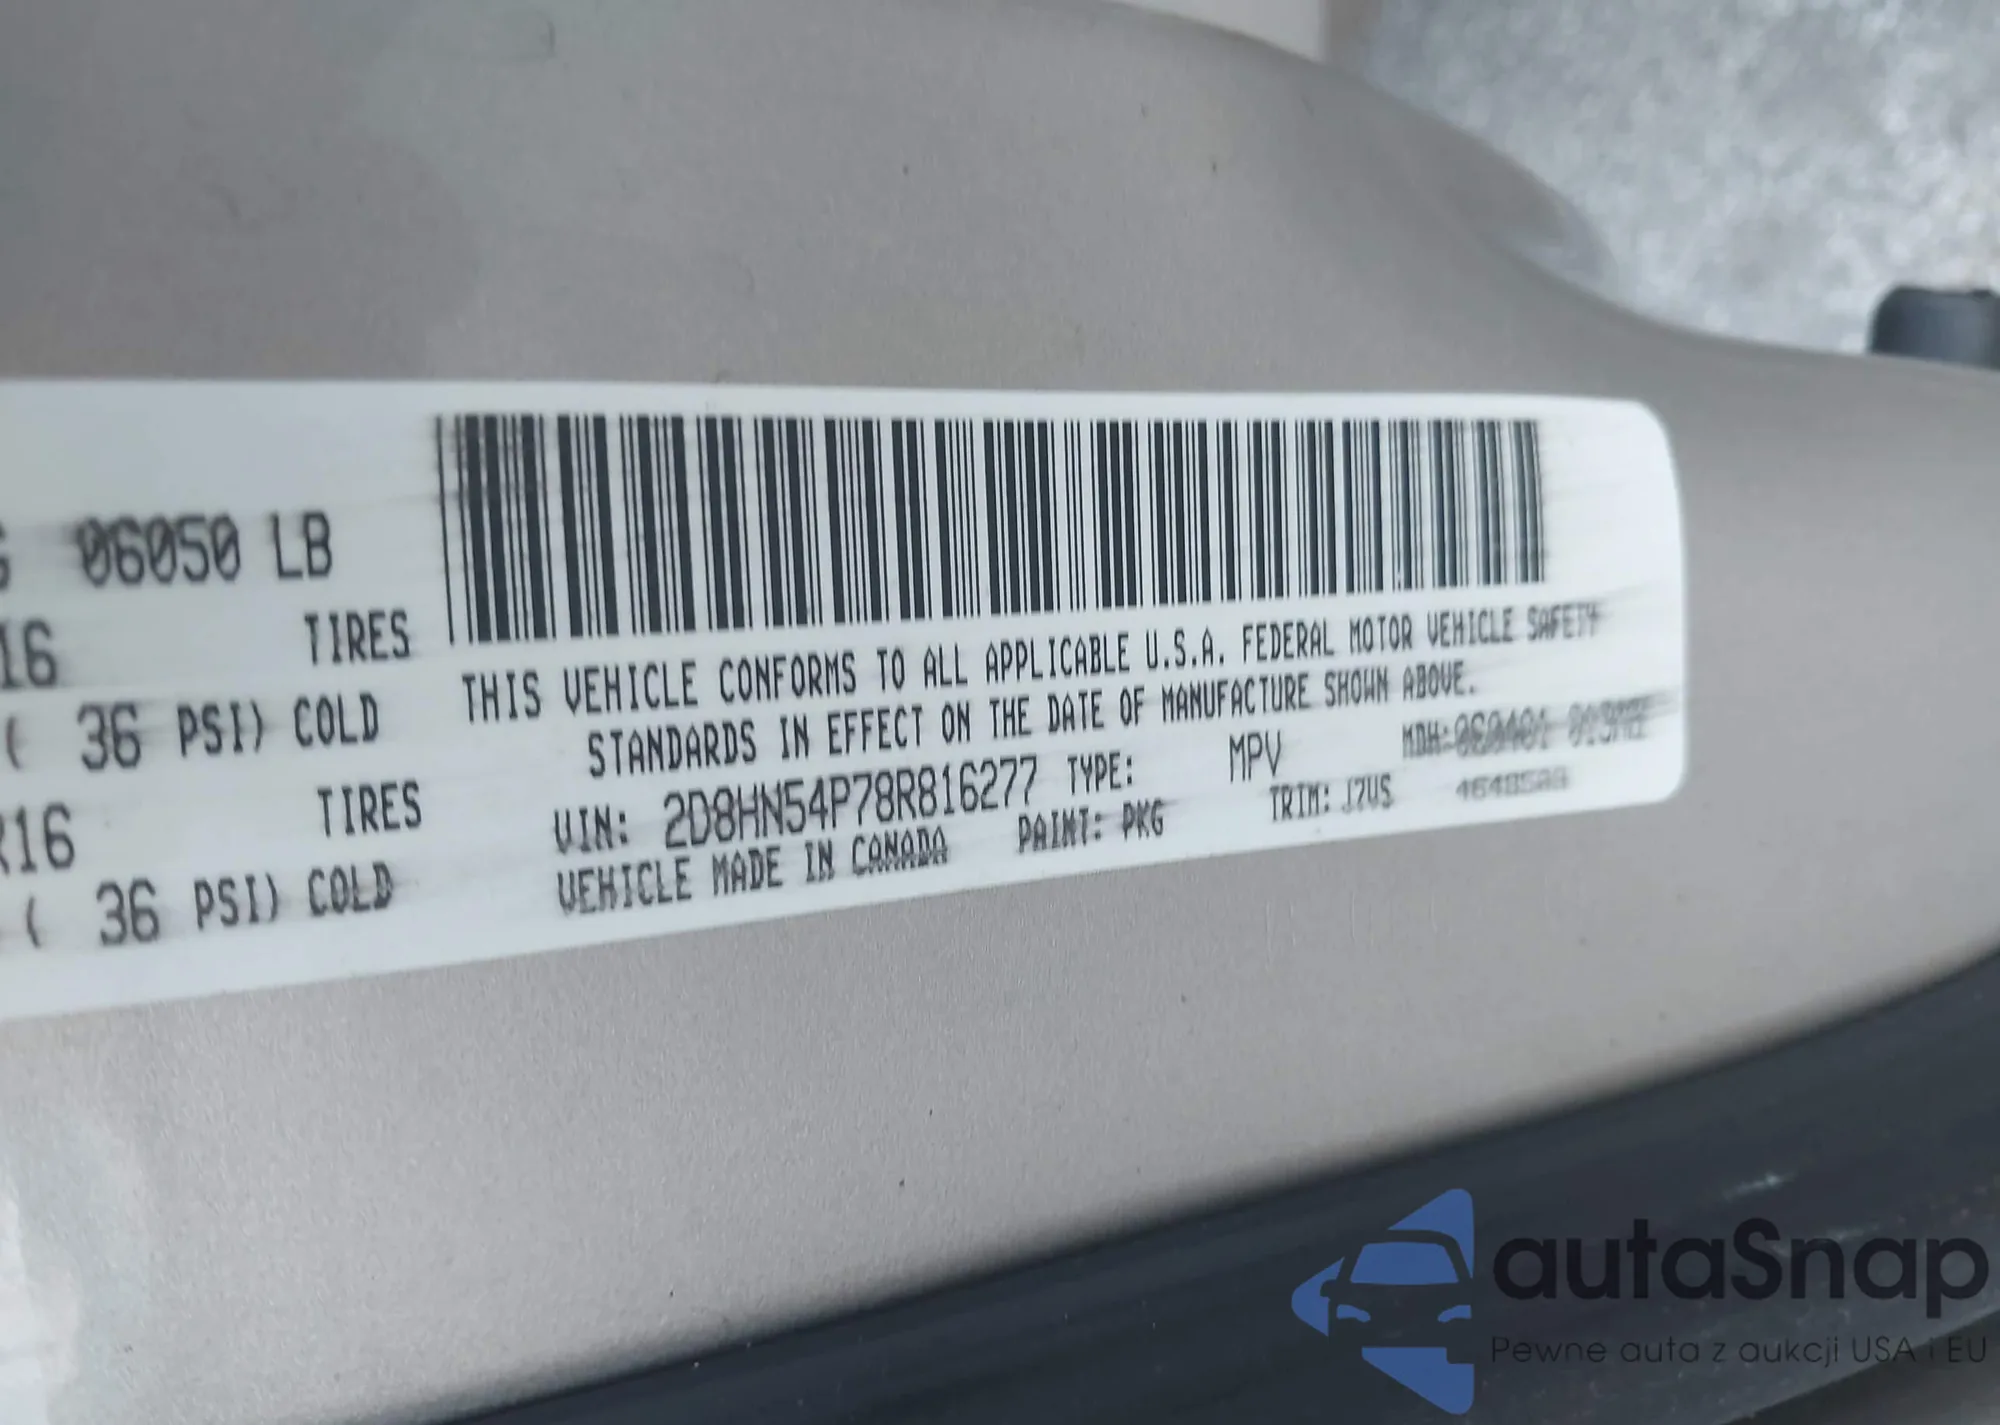 06050 LB
16 TIRES
( 36 PSI) COLD
R16 TIRES
( 36 PSI) COLD
THIS VEHICLE CONFORMS TO ALL APPLICABLE U.S.A. FEDERAL MOTOR VEHICLE SAFETY
STANDARDS IN EFFECT ON THE DATE OF MANUFACTURE SHOWN ABOVE.
VIN: 2D8HN54P78R816277 TYPE: MPV MDH:
VEHICLE MADE IN CANADA PAINT: PKG TRIM: J7US
autaSnap
Pewne auta z aukcji USA i EU